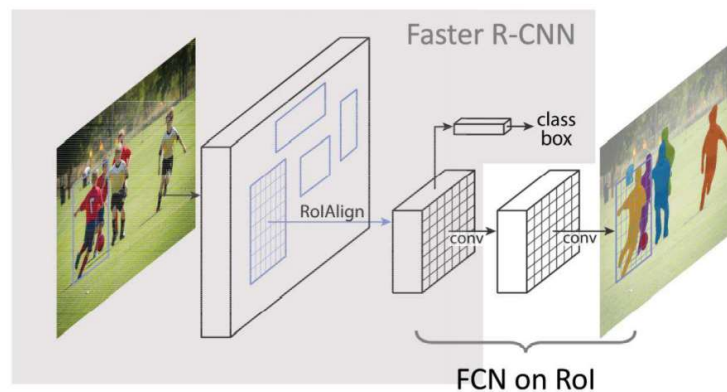 Faster R-CNN
class
box
RoIAlign
conv
conv
FCN on RoI